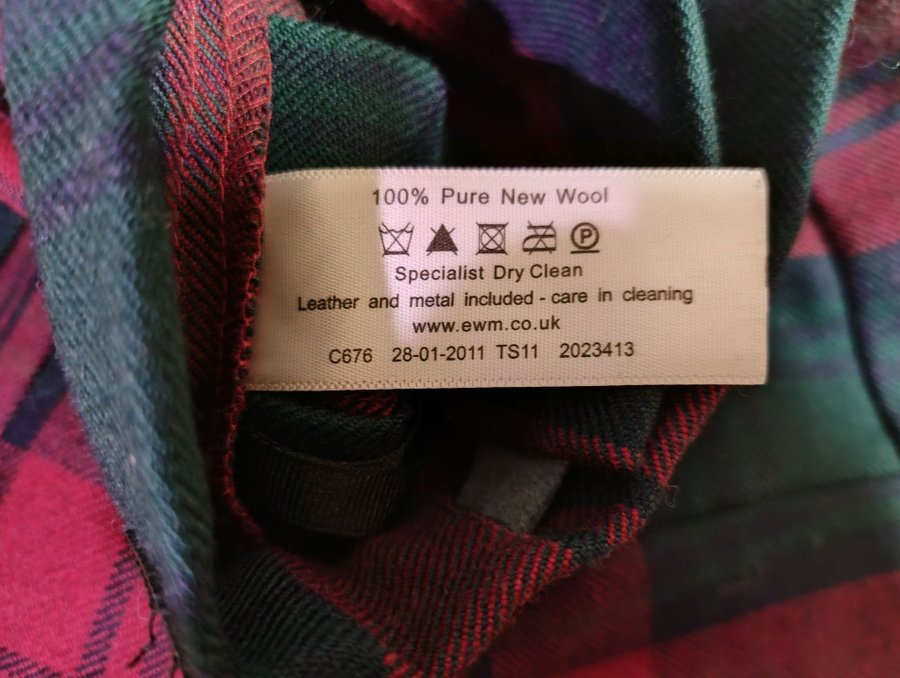 100% Pure New Wool
P
Specialist Dry Clean
Leather and metal included - care in cleaning
www.ewm.co.uk
C676 28-01-2011 TS11 2023413